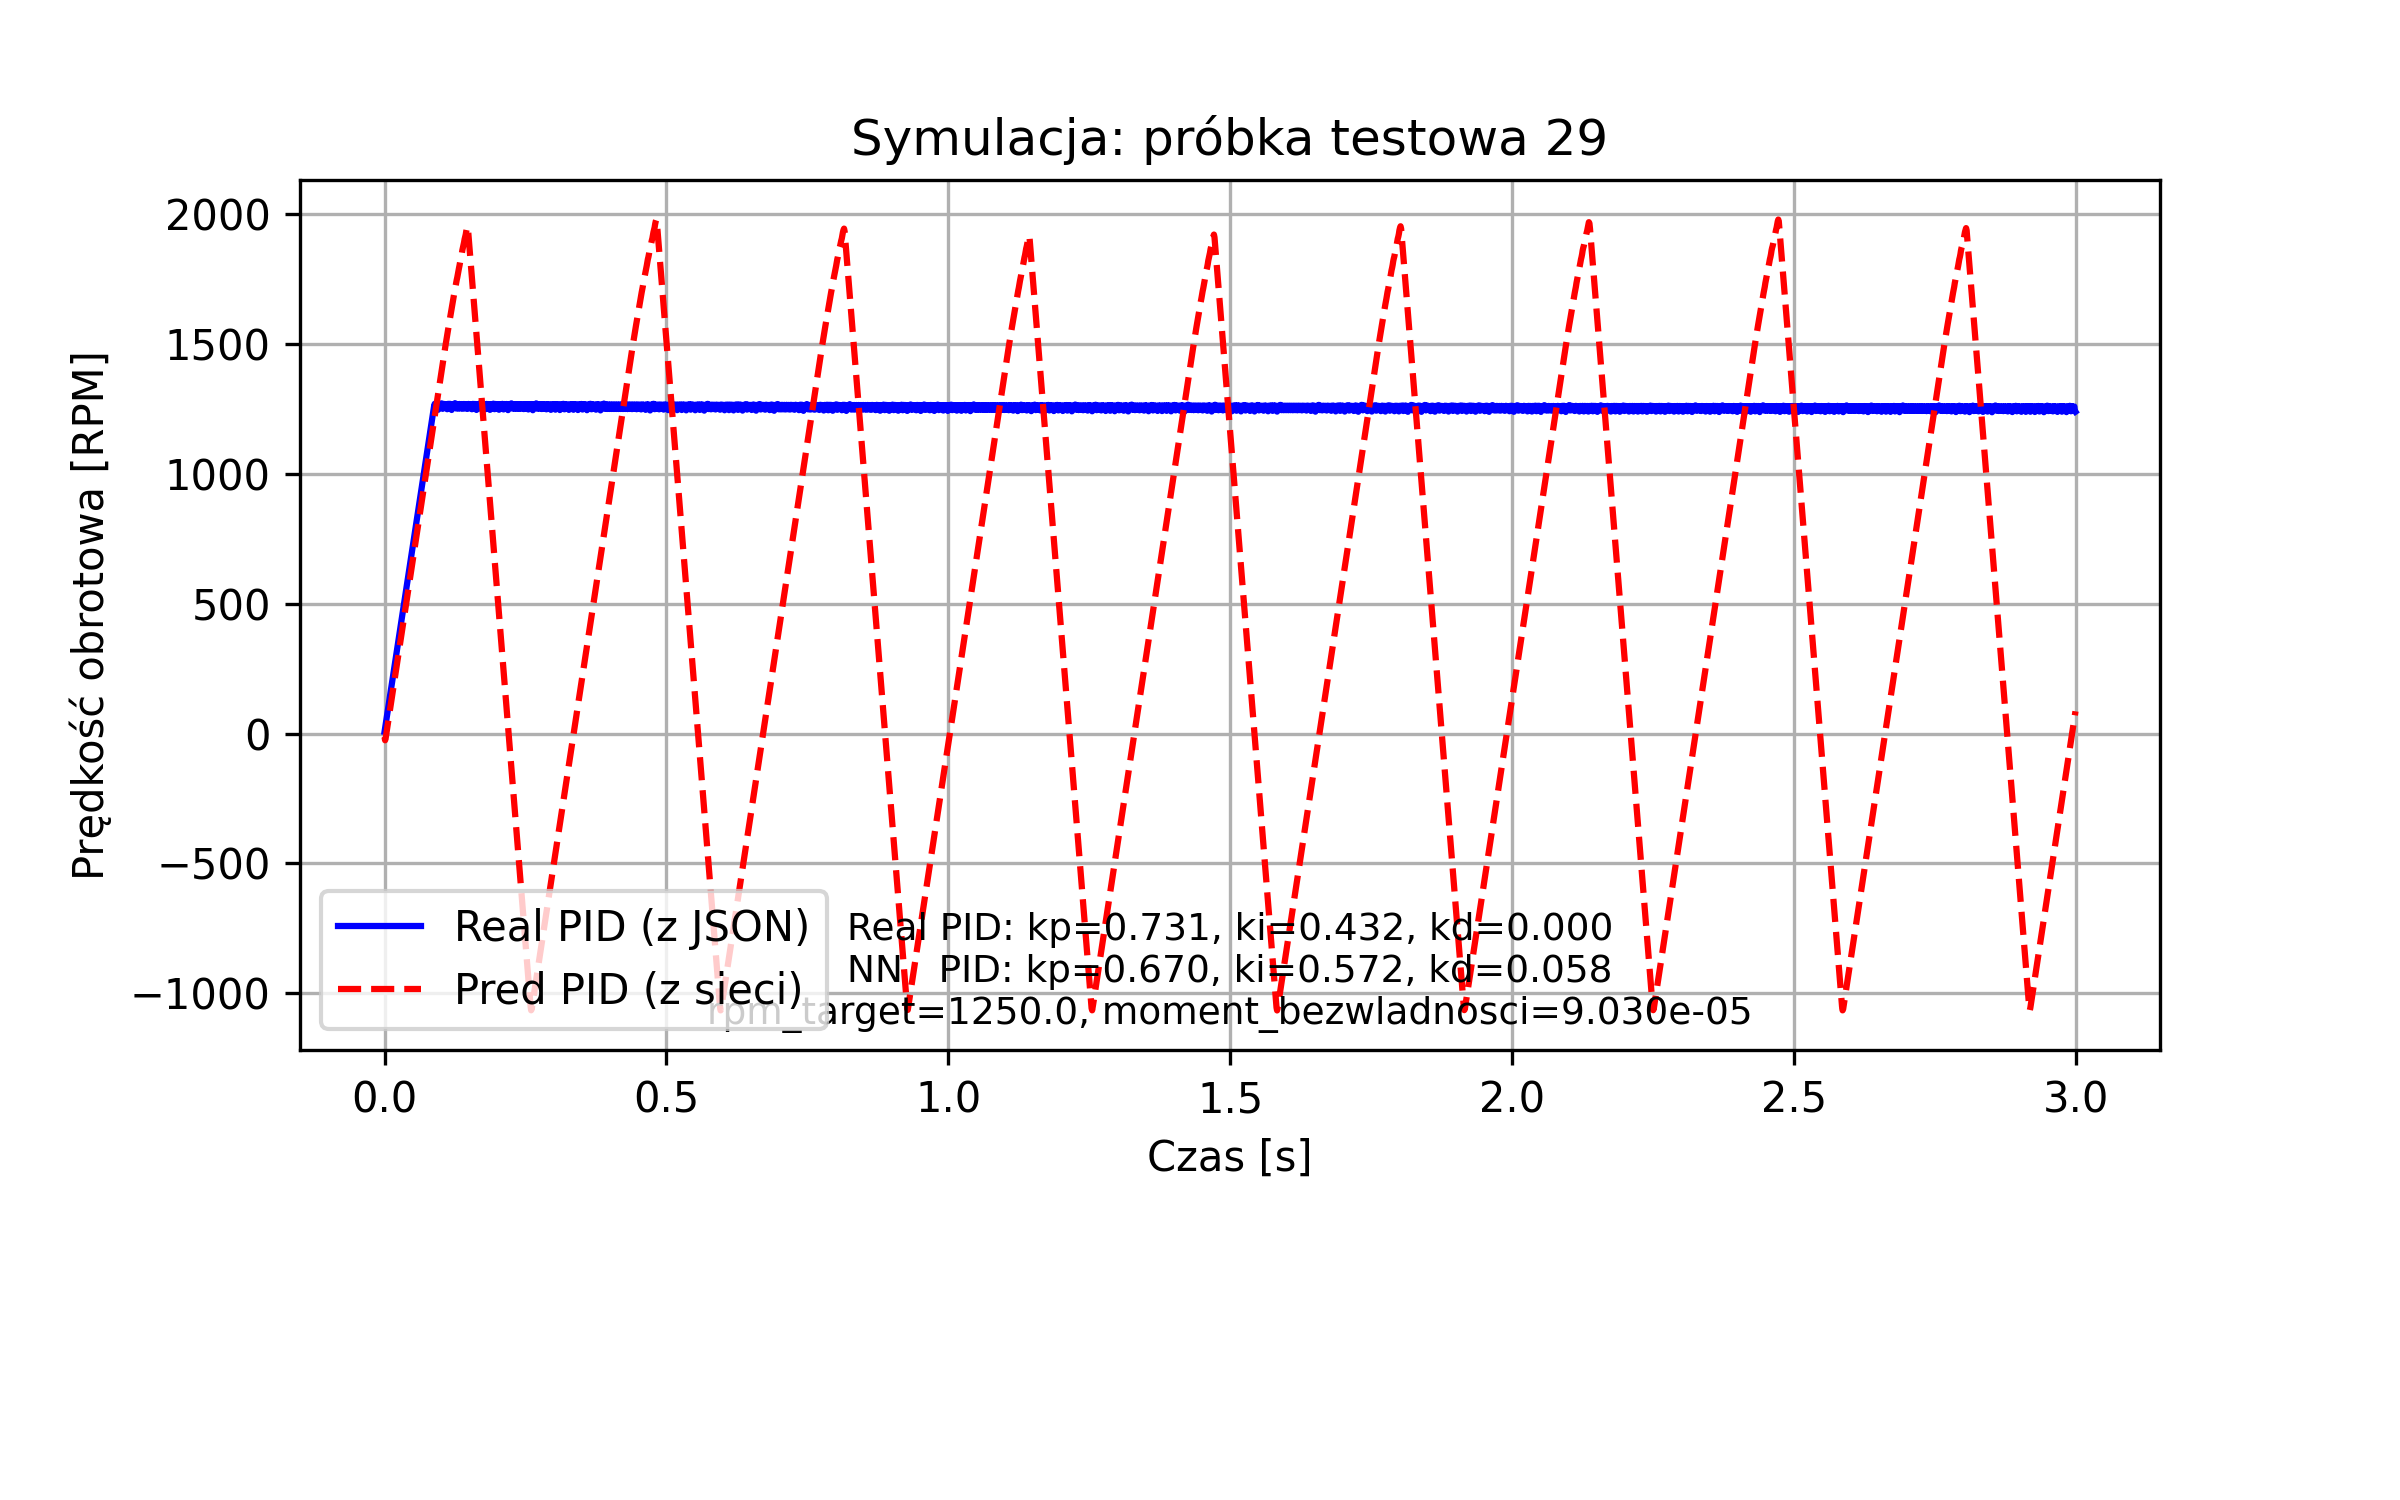 Symulacja: próbka testowa 29
Prędkość obrotowa [RPM]
2000
1500
1000
500
0
−500
−1000
Real PID (z JSON)
Pred PID (z sieci)
Real PID: kp=0.731, ki=0.432, kd=0.000
NN   PID: kp=0.670, ki=0.572, kd=0.058
rpm_target=1250.0, moment_bezwladnosci=9.030e-05
0.0 0.5 1.0 1.5 2.0 2.5 3.0
Czas [s]